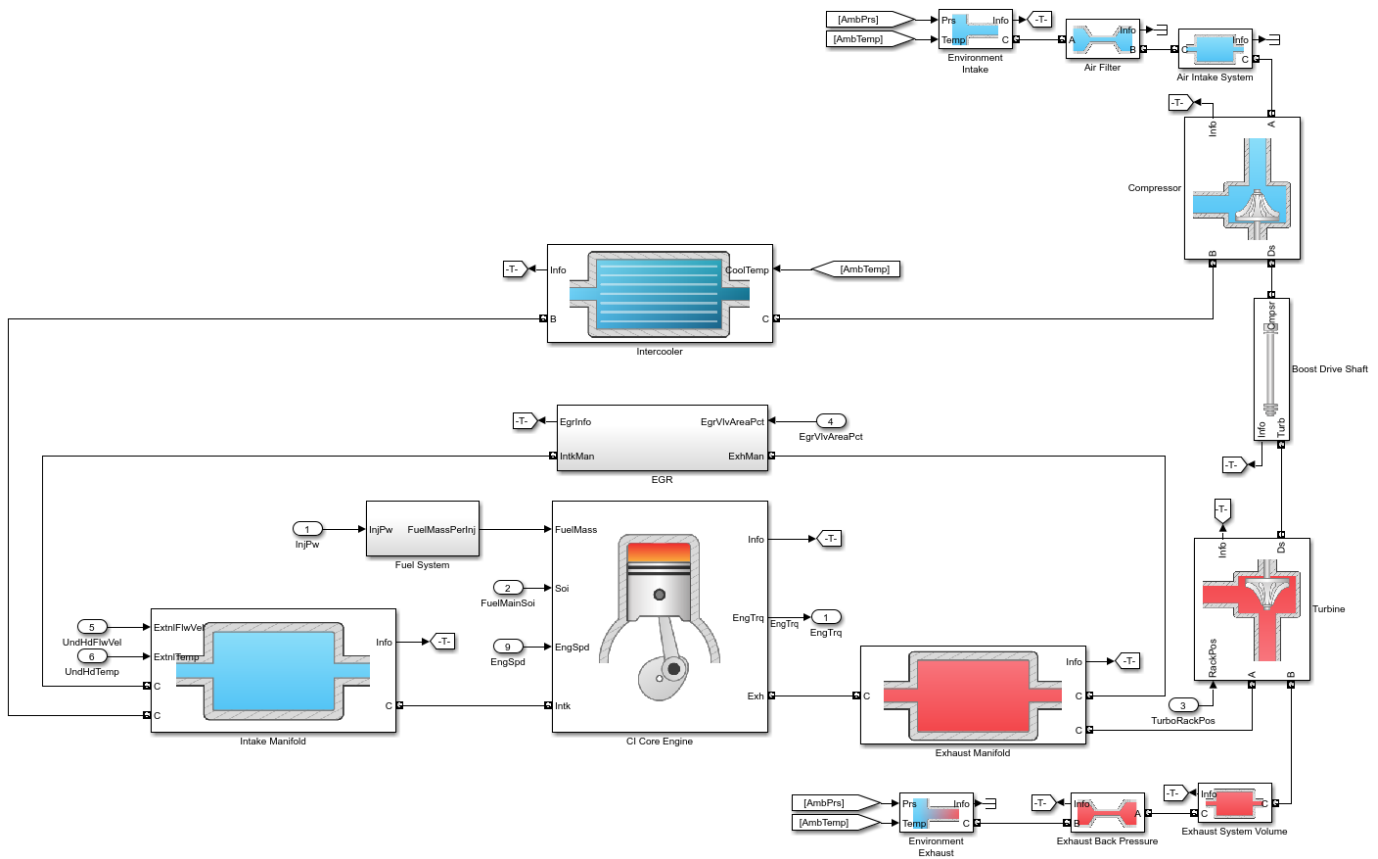 [AmbPrs]
[AmbTemp]
Prs
Temp
Info
C
-T-
Environment
Intake
A
Info
B
Air Filter
C
Info
C
Air Intake System
-T-
Info
A
Compressor
B
Ds
-T-
Info
CoolTemp
[AmbTemp]
B
C
Intercooler
Cmpsr
Boost Drive Shaft
Info
Turb
-T-
-T-
EgrInfo
EgrVlvAreaPct
4
EgrVlvAreaPct
IntkMan
ExhMan
EGR
1
InjPw
InjPw
FuelMassPerInj
Fuel System
FuelMass
2
FuelMainSoi
Soi
9
EngSpd
EngSpd
Intk
Info
-T-
EngTrq
EngTrq
1
EngTrq
Exh
CI Core Engine
5
UndHdFlwVel
ExtnlFlwVel
6
UndHdTemp
ExtnlTemp
C
C
Info
-T-
C
Intake Manifold
C
Info
-T-
C
C
Exhaust Manifold
-T-
Info
Ds
Turbine
RackPos
A
B
3
TurboRackPos
[AmbPrs]
[AmbTemp]
Prs
Temp
Info
C
Environment
Exhaust
-T-
Info
B
A
Exhaust Back Pressure
-T-
Info
C
C
Exhaust System Volume